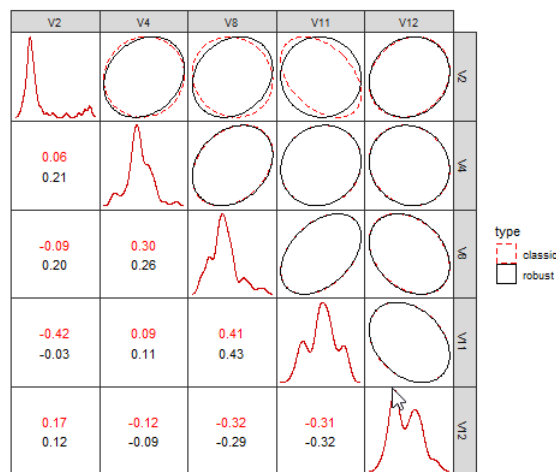 V2 V4 V8 V11 V12
V2
0.06
0.21
V4
-0.09 0.30
0.20 0.26
V8
-0.42 0.09 0.41
-0.03 0.11 0.43
V11
0.17 -0.12 -0.32 -0.31
0.12 -0.09 -0.29 -0.32
V12
type
classic
robust